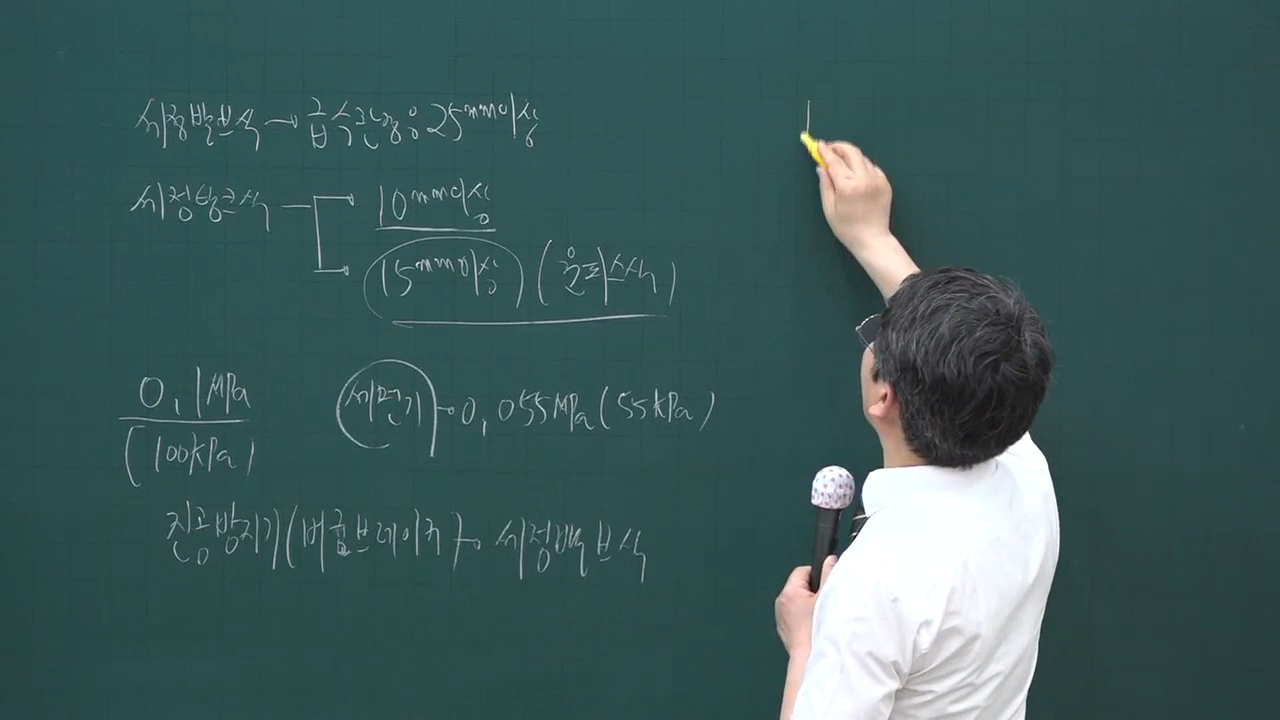 세정밸브식 → 급수관경은 25mm이상
세정탱크식 10mm이상
15mm이상 (원피스식)
0,1MPa
(100kPa)
세면기 → 0,055MPa (55kPa)
진공방지기(버큠브레이커) → 세정밸브식